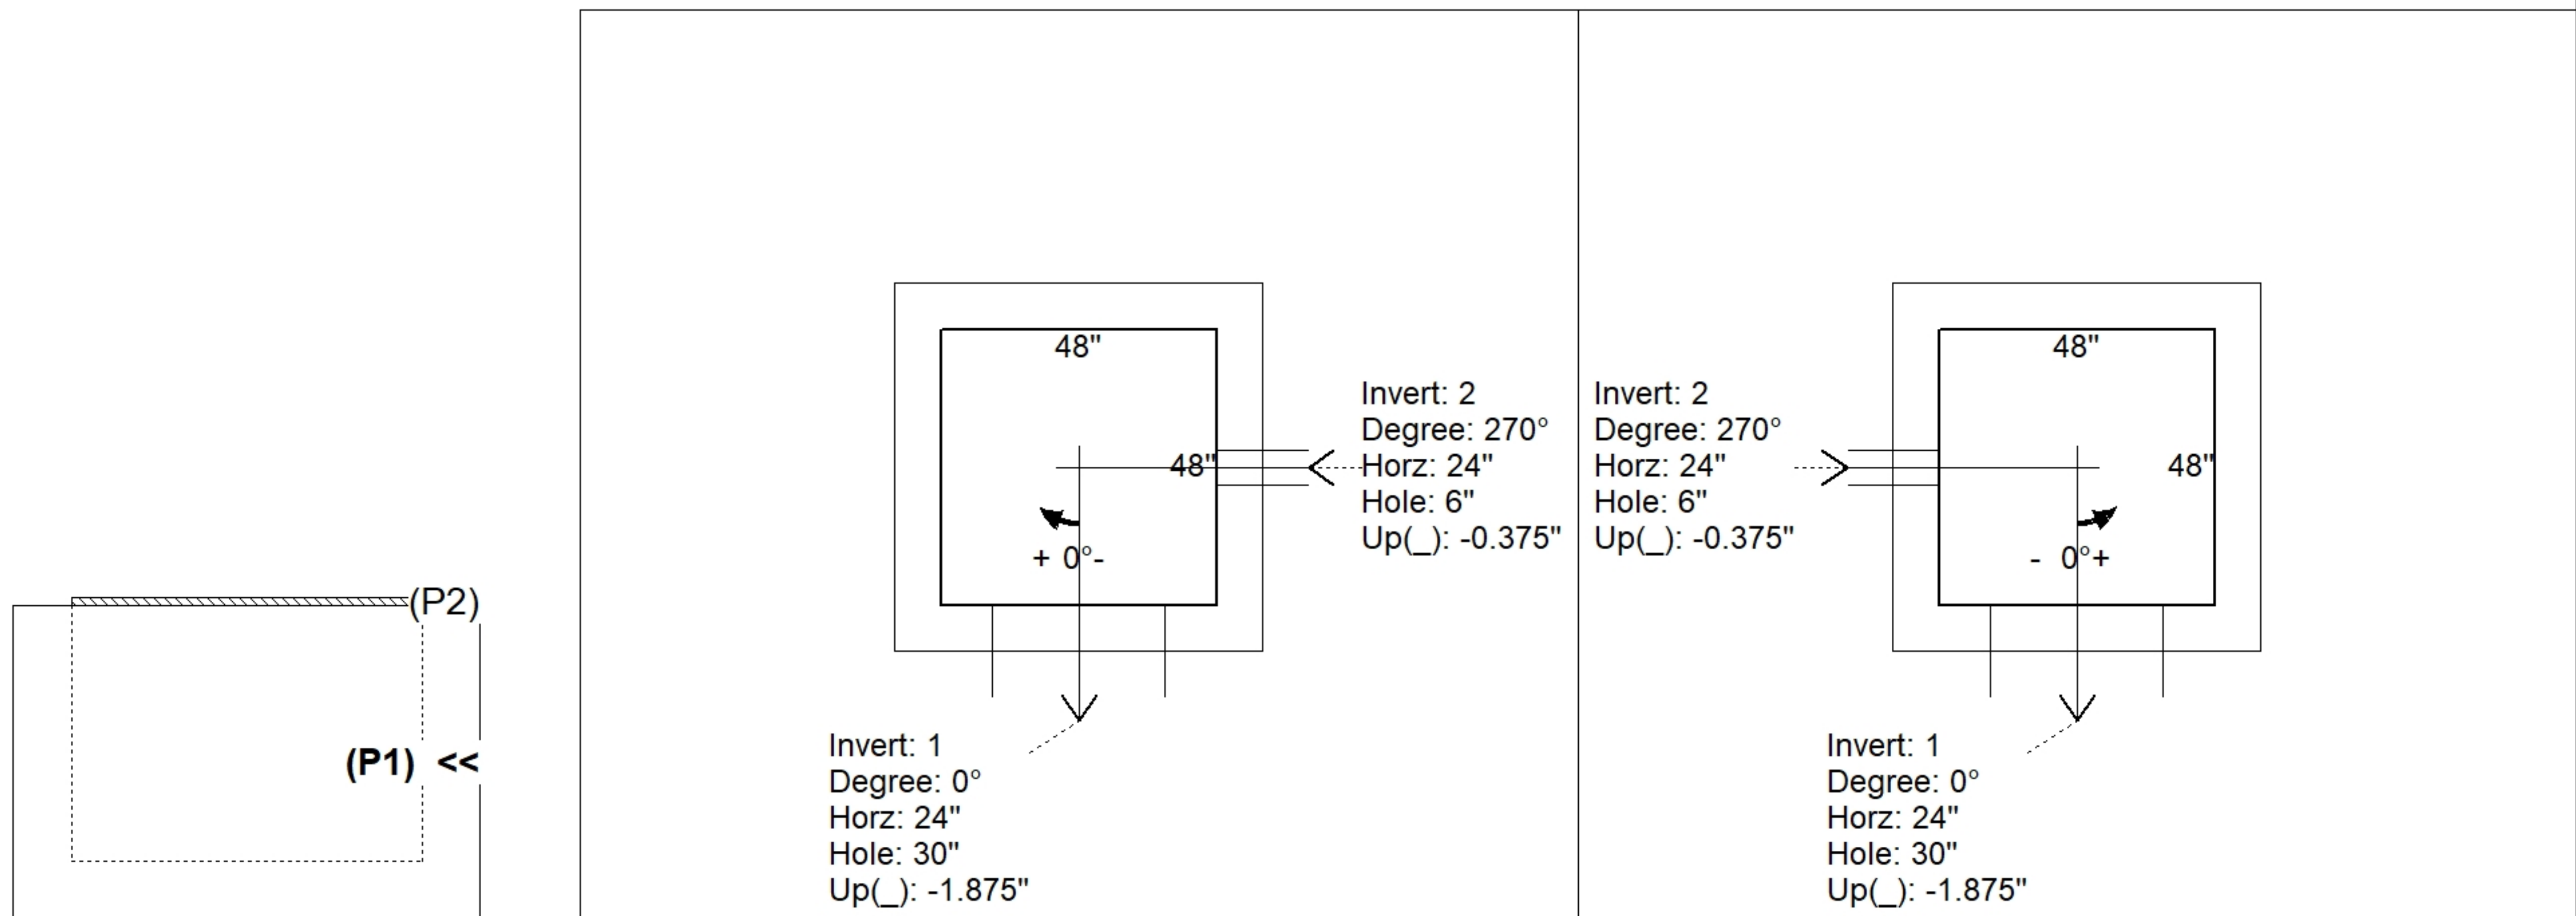 48"
48"
Invert: 2
Degree: 270°
Horz: 24"
Hole: 6"
Up(_): -0.375"
+ 0°-
Invert: 1
Degree: 0°
Horz: 24"
Hole: 30"
Up(_): -1.875"
Invert: 2
Degree: 270°
Horz: 24"
Hole: 6"
Up(_): -0.375"
48"
48"
- 0°+
Invert: 1
Degree: 0°
Horz: 24"
Hole: 30"
Up(_): -1.875"
(P2)
(P1) <<